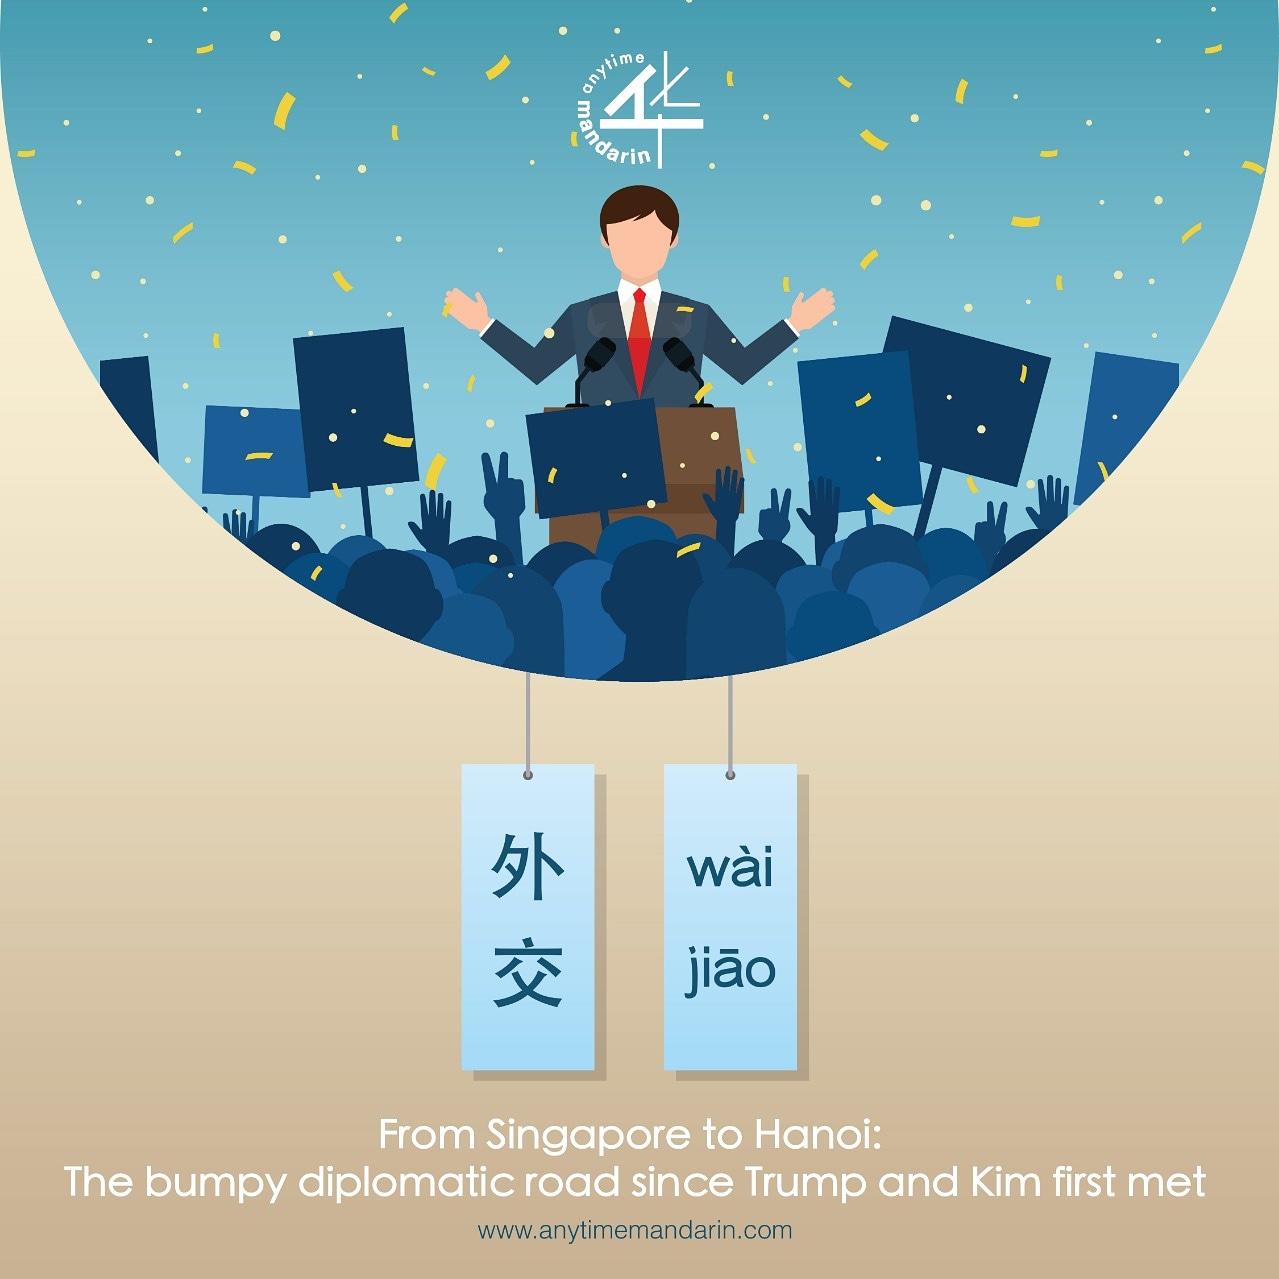 anytime
mandarin
华
外
交
wài
jiāo
From Singapore to Hanoi:
The bumpy diplomatic road since Trump and Kim first met
www.anytimemandarin.com